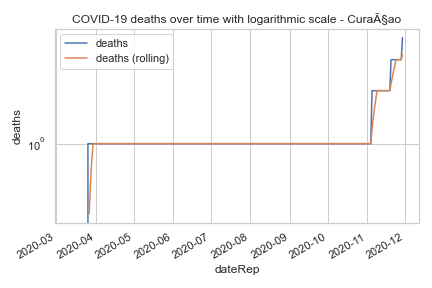 COVID-19 deaths over time with logarithmic scale - CuraÃ§ao
deaths
deaths (rolling)
deaths
10⁰
2020-03
2020-04
2020-05
2020-06
2020-07
2020-08
2020-09
2020-10
2020-11
2020-12
dateRep